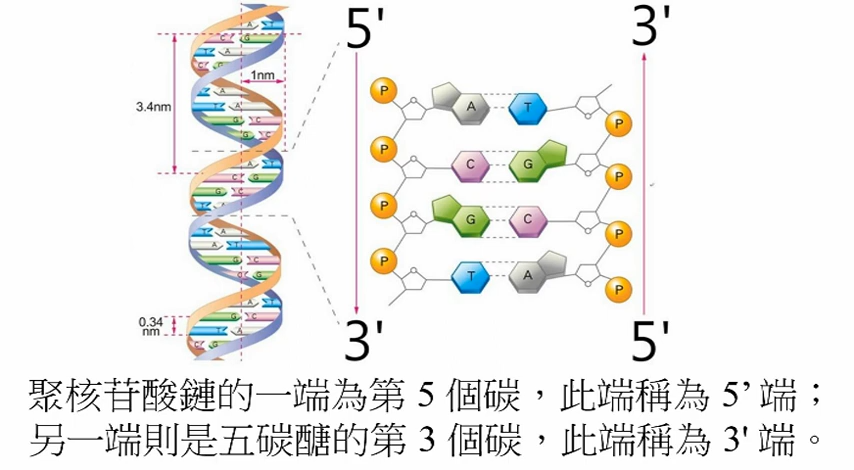 5' 3'
1nm
3.4nm
P A T
P
C G
P P
G C
P P
T A
P P
0.34
nm
3' 5'
聚核苷酸鏈的一端為第 5 個碳，此端稱為 5’ 端；
另一端則是五碳醣的第 3 個碳，此端稱為 3' 端。